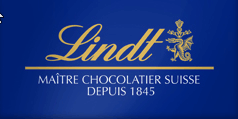 Lindt
MAÎTRE CHOCOLATIER SUISSE
DEPUIS 1845